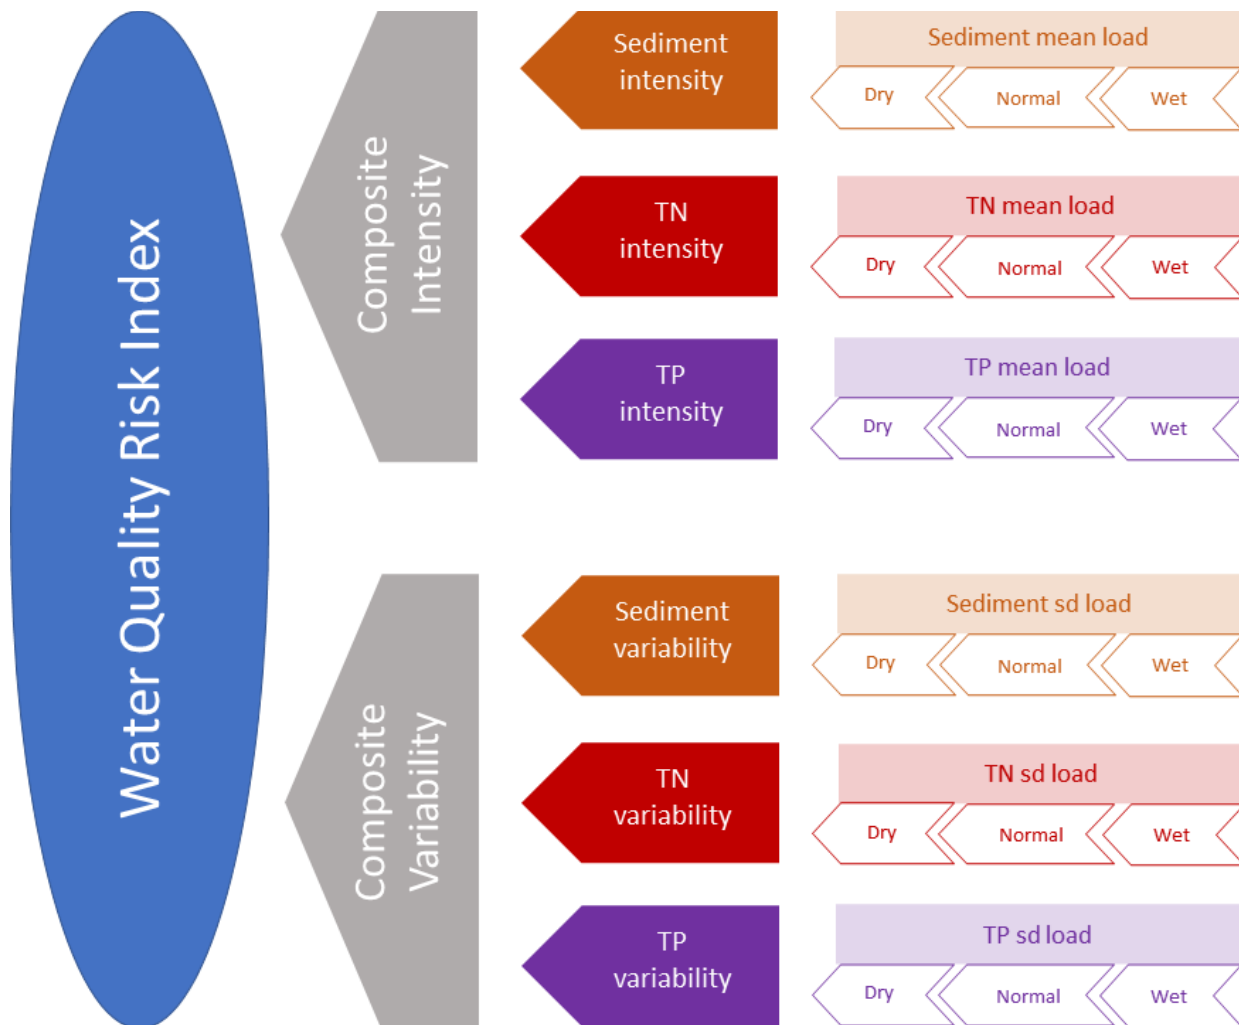 Water Quality Risk Index
Composite
Intensity
Sediment
intensity
Sediment mean load
Dry
Normal
Wet
TN
intensity
TN mean load
Dry
Normal
Wet
TP
intensity
TP mean load
Dry
Normal
Wet
Composite
Variability
Sediment
variability
Sediment sd load
Dry
Normal
Wet
TN
variability
TN sd load
Dry
Normal
Wet
TP
variability
TP sd load
Dry
Normal
Wet